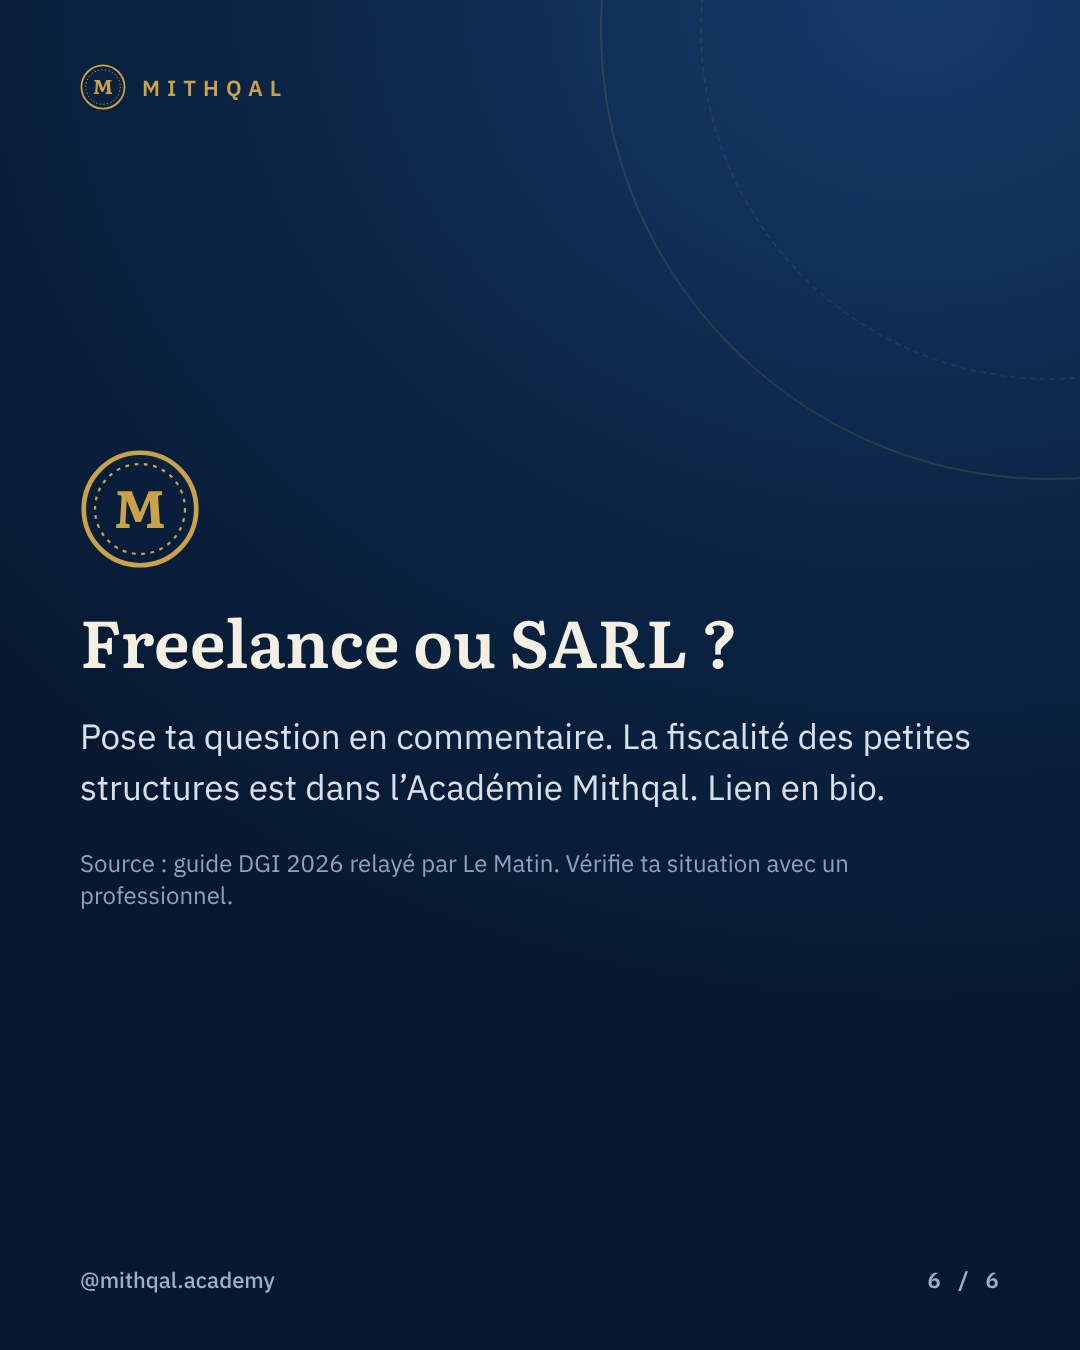 M MITHQAL
M
Freelance ou SARL ?
Pose ta question en commentaire. La fiscalité des petites
structures est dans l’Académie Mithqal. Lien en bio.
Source : guide DGI 2026 relayé par Le Matin. Vérifie ta situation avec un
professionnel.
@mithqal.academy
6 / 6